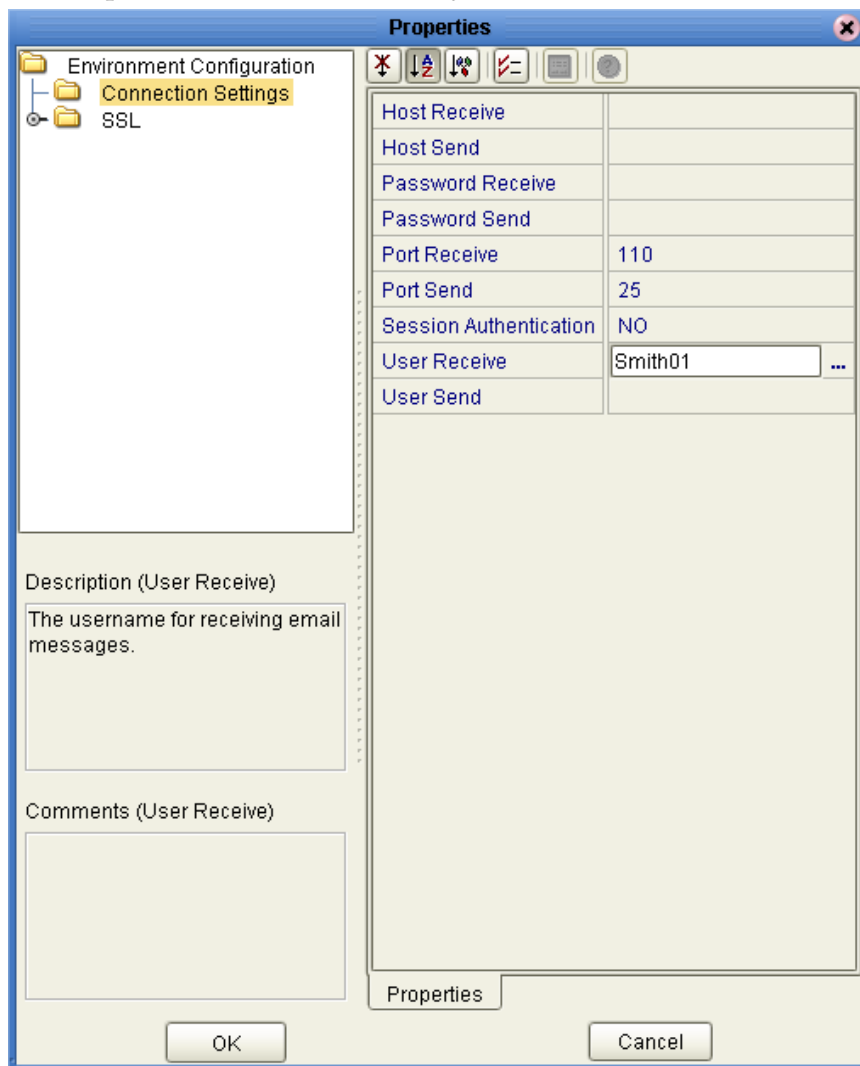 Properties
Environment Configuration
Connection Settings
SSL
Host Receive
Host Send
Password Receive
Password Send
Port Receive 110
Port Send 25
Session Authentication NO
User Receive Smith01 ...
User Send
Description (User Receive)
The username for receiving email
messages.
Comments (User Receive)
Properties
OK
Cancel